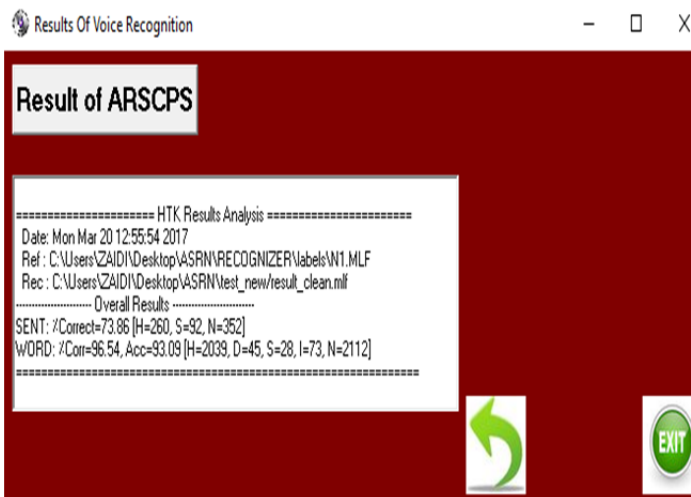 Results Of Voice Recognition
Result of ARSCPS
====================== HTK Results Analysis =======================
Date: Mon Mar 20 12:55:54 2017
Ref : C:\Users\ZAIDI\Desktop\ASRN\RECOGNIZER\labels\N1.MLF
Rec : C:\Users\ZAIDI\Desktop\ASRN\test_new/result_clean.mlf
------------------------ Overall Results --------------------------
SENT: %Correct=73.86 [H=260, S=92, N=352]
WORD: %Corr=96.54, Acc=93.09 [H=2039, D=45, S=28, I=73, N=2112]
================================================================
EXIT